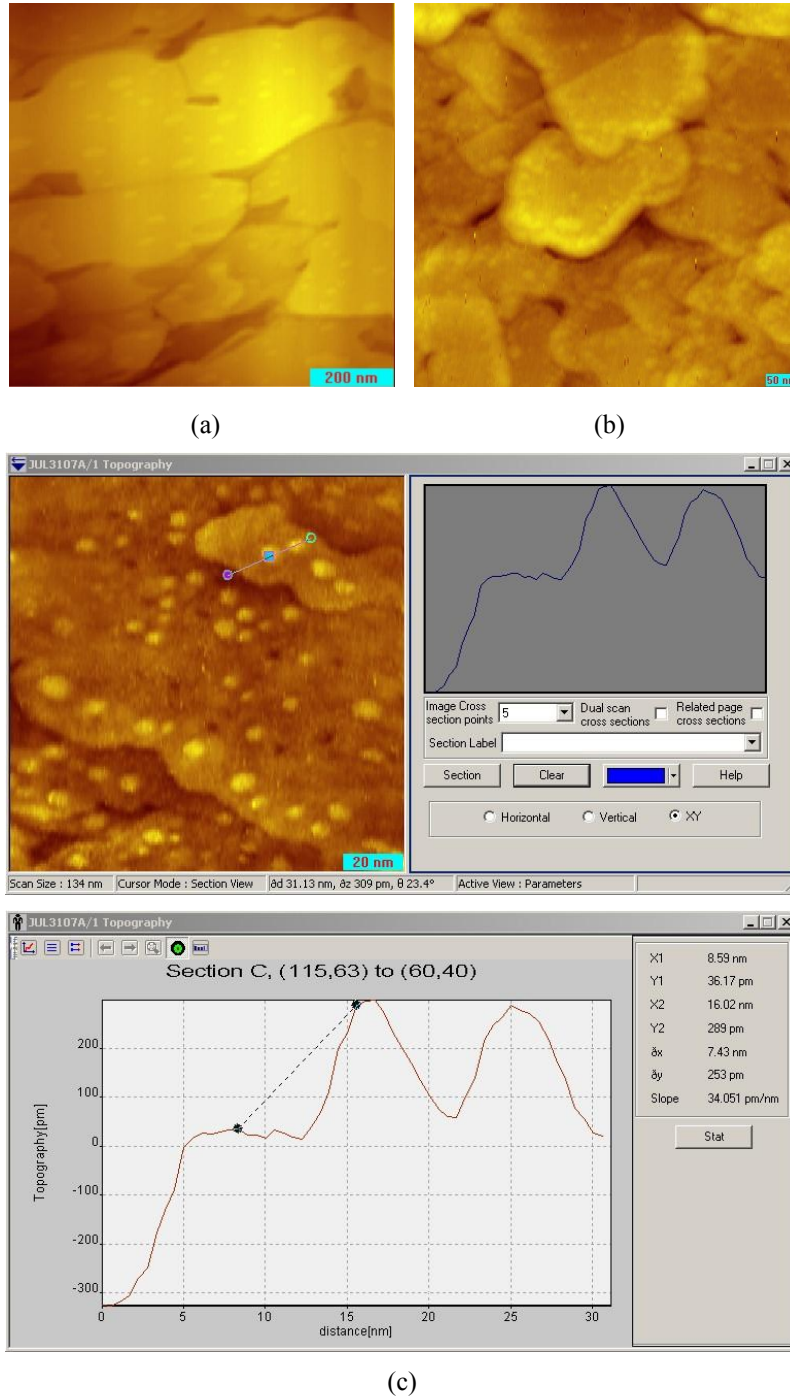 200 nm
50 n
(a)
(b)
JUL3107A/1 Topography
20 nm
Image Cross section points
5
Dual scan cross sections
Related page cross sections
Section Label
Section
Clear
Help
Horizontal
Vertical
XY
Scan Size : 134 nm
Cursor Mode : Section View
∂d 31.13 nm, ∂z 309 pm, θ 23.4°
Active View : Parameters
JUL3107A/1 Topography
Section C, (115,63) to (60,40)
Topography[pm]
200
100
0
-100
-200
-300
0 5 10 15 20 25 30
distance[nm]
X1 8.59 nm
Y1 36.17 pm
X2 16.02 nm
Y2 289 pm
∂x 7.43 nm
∂y 253 pm
Slope 34.051 pm/nm
Stat
(c)